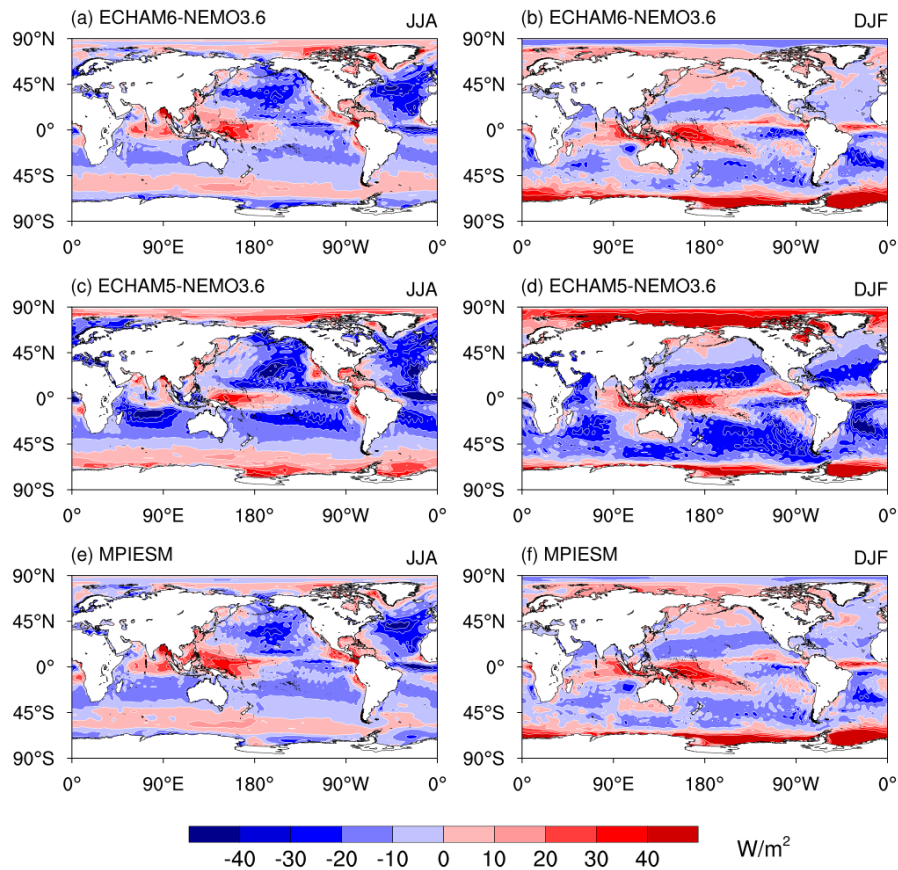 (a) ECHAM6-NEMO3.6 JJA
90°N
45°N
0°
45°S
90°S
0° 90°E 180° 90°W 0°
(b) ECHAM6-NEMO3.6 DJF
90°N
45°N
0°
45°S
90°S
0° 90°E 180° 90°W 0°
(c) ECHAM5-NEMO3.6 JJA
90°N
45°N
0°
45°S
90°S
0° 90°E 180° 90°W 0°
(d) ECHAM5-NEMO3.6 DJF
90°N
45°N
0°
45°S
90°S
0° 90°E 180° 90°W 0°
(e) MPIESM JJA
90°N
45°N
0°
45°S
90°S
0° 90°E 180° 90°W 0°
(f) MPIESM DJF
90°N
45°N
0°
45°S
90°S
0° 90°E 180° 90°W 0°
-40 -30 -20 -10 0 10 20 30 40 W/m²